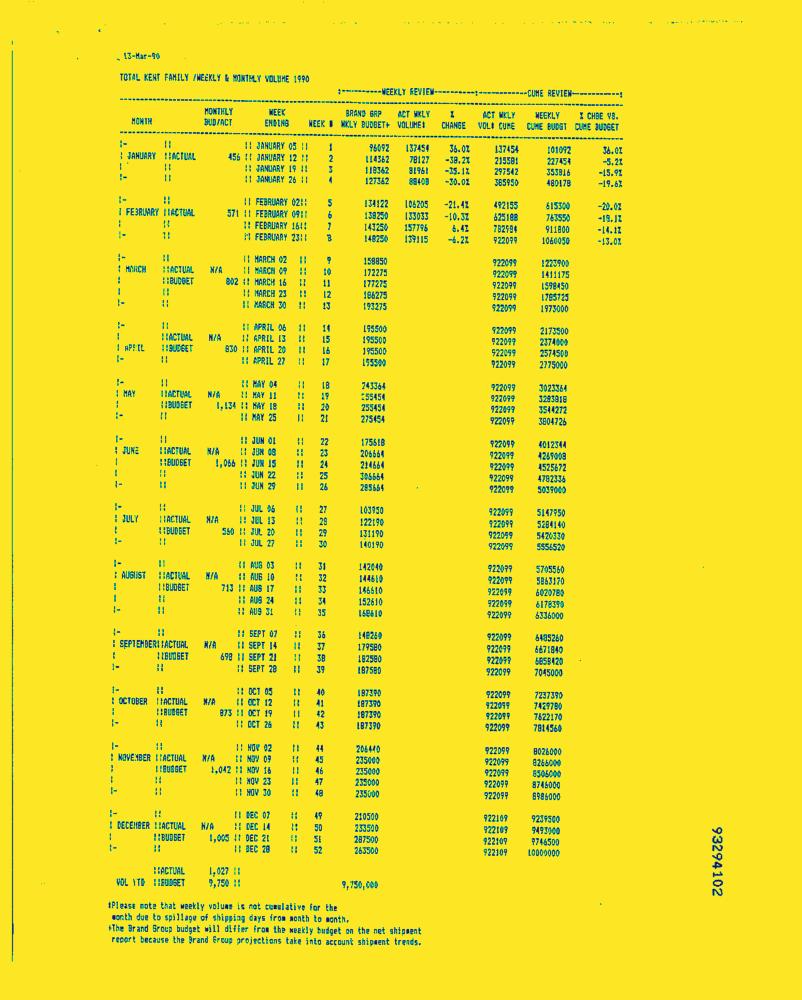 13-Mar-90
TOTAL KENT FAMILY /WEEKLY & MONTHLY VOLUME 1990
:----------WEEKLY REVIEW----------:----------CUME REVIEW----------:
MONTHLY WEEK BRAND GRP ACT WKLY % ACT WKLY WEEKLY % CHGE VS.
MONTH BUD/ACT ENDING WEEK # WKLY BUDGET+ VOLUME* CHANGE VOL* CUME CUME BUDGT CUME BUDGET
:- :: :: JANUARY 05 :: 1 96092 137454 36.0% 137454 101092 36.0%
: JANUARY ::ACTUAL 456 :: JANUARY 12 :: 2 114362 78127 -38.2% 215581 227454 -5.2%
: :: :: JANUARY 19 :: 3 118362 81961 -35.1% 297542 353816 -15.9%
:- :: :: JANUARY 26 :: 4 127362 88408 -30.0% 385950 480178 -19.6%
:- :: :: FEBRUARY 02:: 5 134122 106205 -21.4% 492155 615300 -20.0%
: FEBRUARY ::ACTUAL 571 :: FEBRUARY 09:: 6 138250 133033 -10.3% 625188 763550 -18.1%
: :: :: FEBRUARY 16:: 7 143250 157796 6.4% 782984 911800 -14.1%
:- :: :: FEBRUARY 23:: 8 148250 139115 -6.2% 922099 1060050 -13.0%
:- :: :: MARCH 02 :: 9 158850 922099 1223900
: MARCH ::ACTUAL N/A :: MARCH 09 :: 10 172275 922099 1411175
: ::BUDGET 802 :: MARCH 16 :: 11 177275 922099 1598450
: :: :: MARCH 23 :: 12 186275 922099 1785725
:- :: :: MARCH 30 :: 13 193275 922099 1973000
:- :: :: APRIL 06 :: 14 195500 922099 2173500
: ::ACTUAL N/A :: APRIL 13 :: 15 195500 922099 2374000
: APRIL ::BUDGET 830 :: APRIL 20 :: 16 195500 922099 2574500
:- :: :: APRIL 27 :: 17 195500 922099 2775000
:- :: :: MAY 04 :: 18 243364 922099 3023364
: MAY ::ACTUAL N/A :: MAY 11 :: 19 255454 922099 3283818
: ::BUDGET 1,134 :: MAY 18 :: 20 255454 922099 3544272
:- :: :: MAY 25 :: 21 275454 922099 3804726
:- :: :: JUN 01 :: 22 175618 922099 4012344
: JUNE ::ACTUAL N/A :: JUN 08 :: 23 206664 922099 4269008
: ::BUDGET 1,066 :: JUN 15 :: 24 214664 922099 4525672
: :: :: JUN 22 :: 25 306664 922099 4782336
:- :: :: JUN 29 :: 26 285664 922099 5039000
:- :: :: JUL 06 :: 27 103950 922099 5147950
: JULY ::ACTUAL N/A :: JUL 13 :: 28 122190 922099 5284140
: ::BUDGET 560 :: JUL 20 :: 29 131190 922099 5420330
:- :: :: JUL 27 :: 30 140190 922099 5556520
:- :: :: AUG 03 :: 31 142040 922099 5705560
: AUGUST ::ACTUAL N/A :: AUG 10 :: 32 144610 922099 5863170
: ::BUDGET 713 :: AUG 17 :: 33 146610 922099 6020780
: :: :: AUG 24 :: 34 152610 922099 6178390
:- :: :: AUG 31 :: 35 168610 922099 6336000
:- :: :: SEPT 07 :: 36 148260 922099 6485260
: SEPTEMBER::ACTUAL N/A :: SEPT 14 :: 37 179580 922099 6671840
: ::BUDGET 698 :: SEPT 21 :: 38 182580 922099 6858420
:- :: :: SEPT 28 :: 39 187580 922099 7045000
:- :: :: OCT 05 :: 40 187390 922099 7237390
: OCTOBER ::ACTUAL N/A :: OCT 12 :: 41 187390 922099 7429780
: ::BUDGET 873 :: OCT 19 :: 42 187390 922099 7622170
:- :: :: OCT 26 :: 43 187390 922099 7814560
:- :: :: NOV 02 :: 44 206440 922099 8026000
: NOVEMBER ::ACTUAL N/A :: NOV 09 :: 45 235000 922099 8266000
: ::BUDGET 1,042 :: NOV 16 :: 46 235000 922099 8506000
: :: :: NOV 23 :: 47 235000 922099 8746000
:- :: :: NOV 30 :: 48 235000 922099 8986000
:- :: :: DEC 07 :: 49 210500 922109 9239500
: DECEMBER ::ACTUAL N/A :: DEC 14 :: 50 233500 922109 9493000
: ::BUDGET 1,005 :: DEC 21 :: 51 287500 922109 9746500
:- :: :: DEC 28 :: 52 263500 922109 10000000
::ACTUAL 1,027 ::
VOL YTD ::BUDGET 9,750 :: 9,750,000
*Please note that weekly volume is not cumulative for the
month due to spillage of shipping days from month to month.
+The Brand Group budget will differ from the weekly budget on the net shipment
report because the Brand Group projections take into account shipment trends.
93294102